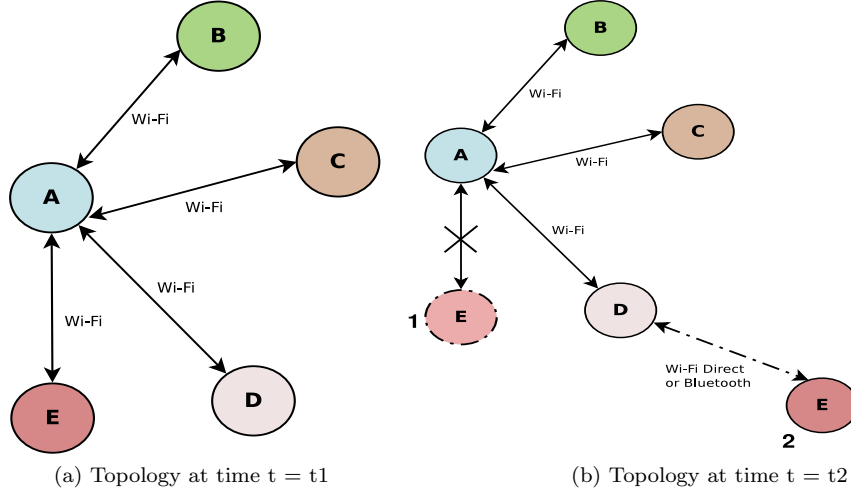 B
Wi-Fi
C
A
Wi-Fi
Wi-Fi
Wi-Fi
E
D
(a) Topology at time t = t1
B
Wi-Fi
C
A
Wi-Fi
Wi-Fi
1
E
D
Wi-Fi Direct
or Bluetooth
E
2
(b) Topology at time t = t2